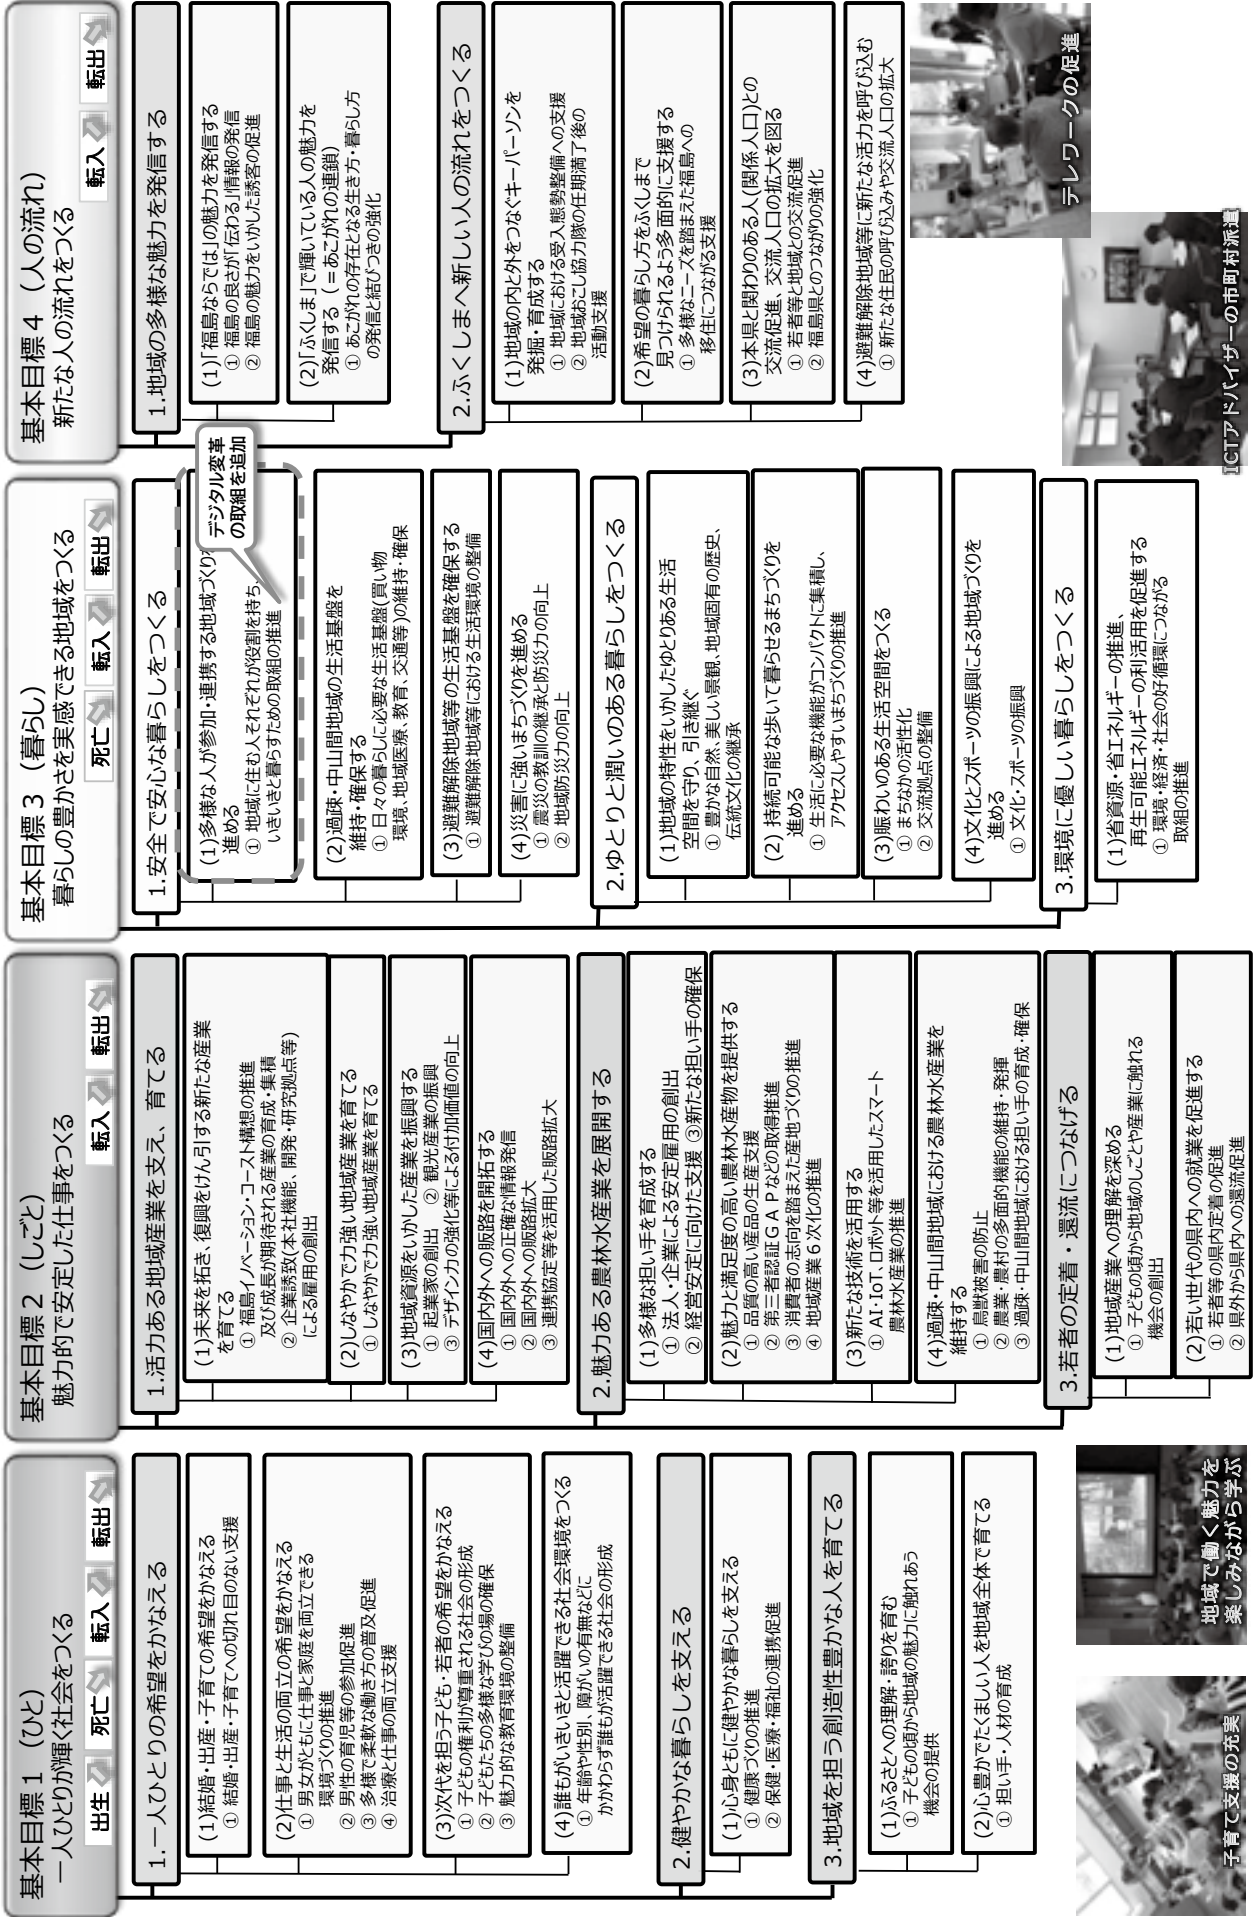 基本目標１（ひと）
一人ひとりが輝く社会をつくる
出生
死亡
転入
転出
1.一人ひとりの希望をかなえる
(1)結婚・出産・子育ての希望をかなえる
① 結婚・出産・子育てへの切れ目のない支援
(2)仕事と生活の両立の希望をかなえる
① 男女がともに仕事と家庭を両立できる
環境づくりの推進
② 男性の育児等の参加促進
③ 多様で柔軟な働き方の普及促進
④ 治療と仕事の両立支援
(3)次代を担う子ども・若者の希望をかなえる
① 子どもの権利が尊重される社会の形成
② 子どもたちの多様な学びの場の確保
③ 魅力的な教育環境の整備
(4)誰もがいきいきと活躍できる社会環境をつくる
① 年齢や性別、障がいの有無などに
かかわらず誰もが活躍できる社会の形成
2.健やかな暮らしを支える
(1)心身ともに健やかな暮らしを支える
① 健康づくりの推進
② 保健・医療・福祉の連携促進
3.地域を担う創造性豊かな人を育てる
(1)ふるさとへの理解・誇りを育む
① 子どもの頃から地域の魅力に触れあう
機会の提供
(2)心豊かでたくましい人を地域全体で育てる
① 担い手・人材の育成
子育て支援の充実
地域で働く魅力を
楽しみながら学ぶ
基本目標２（しごと）
魅力的で安定した仕事をつくる
転入
転出
1.活力ある地域産業を支え、育てる
(1)未来を拓き、復興をけん引する新たな産業
を育てる
① 福島イノベーション・コースト構想の推進
及び成長が期待される産業の育成・集積
② 企業誘致(本社機能、開発・研究拠点等)
による雇用の創出
(2)しなやかで力強い地域産業を育てる
① しなやかで力強い地域産業を育てる
(3)地域資源をいかした産業を振興する
① 起業家の創出 ② 観光産業の振興
③ デザイン力の強化等による付加価値の向上
(4)国内外への販路を開拓する
① 国内外への正確な情報発信
② 国内外への販路拡大
③ 連携協定等を活用した販路拡大
2.魅力ある農林水産業を展開する
(1)多様な担い手を育成する
① 法人・企業による安定雇用の創出
② 経営安定に向けた支援 ③新たな担い手の確保
(2)魅力と満足度の高い農林水産物を提供する
① 品質の高い産品の生産支援
② 第三者認証ＧＡＰなどの取得推進
③ 消費者の志向を踏まえた産地づくりの推進
④ 地域産業６次化の推進
(3)新たな技術を活用する
① AI・IoT、ロボット等を活用したスマート
農林水産業の推進
(4)過疎・中山間地域における農林水産業を
維持する
① 鳥獣被害の防止
② 農業・農村の多面的機能の維持・発揮
③ 過疎・中山間地域における担い手の育成・確保
3.若者の定着・還流につなげる
(1)地域産業への理解を深める
① 子どもの頃から地域のしごとや産業に触れる
機会の創出
(2)若い世代の県内への就業を促進する
① 若者等の県内定着の促進
② 県外から県内への還流促進
基本目標３（暮らし）
暮らしの豊かさを実感できる地域をつくる
死亡
転入
転出
1.安全で安心な暮らしをつくる
(1)多様な人が参加・連携する地域づくりを
進める
① 地域に住む人それぞれが役割を持ち、
いきいきと暮らすための取組の推進
デジタル変革
の取組を追加
(2)過疎・中山間地域の生活基盤を
維持・確保する
① 日々の暮らしに必要な生活基盤(買い物
環境、地域医療、教育、交通等)の維持・確保
(3)避難解除地域等の生活基盤を確保する
① 避難解除地域等における生活環境の整備
(4)災害に強いまちづくりを進める
① 震災の教訓の継承と防災力の向上
② 地域防災力の向上
2.ゆとりと潤いのある暮らしをつくる
(1)地域の特性をいかしたゆとりある生活
空間を守り、引き継ぐ
① 豊かな自然、美しい景観、地域固有の歴史、
伝統文化の継承
(2) 持続可能な歩いて暮らせるまちづくりを
進める
① 生活に必要な機能がコンパクトに集積し、
アクセスしやすいまちづくりの推進
(3)賑わいのある生活空間をつくる
① まちなかの活性化
② 交流拠点の整備
(4)文化とスポーツの振興による地域づくりを
進める
① 文化・スポーツの振興
3.環境に優しい暮らしをつくる
(1)省資源・省エネルギーの推進、
再生可能エネルギーの利活用を促進する
① 環境・経済・社会の好循環につながる
取組の推進
基本目標４（人の流れ）
新たな人の流れをつくる
転入
転出
1.地域の多様な魅力を発信する
(1)「福島ならでは」の魅力を発信する
① 福島の良さが「伝わる」情報の発信
② 福島の魅力をいかした誘客の促進
(2)「ふくしま」で輝いている人の魅力を
発信する（＝あこがれの連鎖）
① あこがれの存在となる生き方・暮らし方
の発信と結びつきの強化
2.ふくしまへ新しい人の流れをつくる
(1)地域の内と外をつなぐキーパーソンを
発掘・育成する
① 地域における受入態勢整備への支援
② 地域おこし協力隊の任期満了後の
活動支援
(2)希望の暮らし方をふくしまで
見つけられるよう多面的に支援する
① 多様なニーズを踏まえた福島への
移住につながる支援
(3)本県と関わりのある人(関係人口)との
交流促進、交流人口の拡大を図る
① 若者等と地域との交流促進
② 福島県とのつながりの強化
(4)避難解除地域等に新たな活力を呼び込む
① 新たな住民の呼び込みや交流人口の拡大
ICTアドバイザーの市町村派遣
テレワークの促進